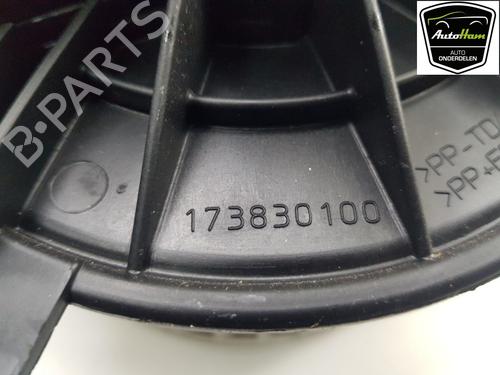 B-PARTS
AutoHam
AUTO
ONDERDELEN
173830100
>PP-TD
>PP+E